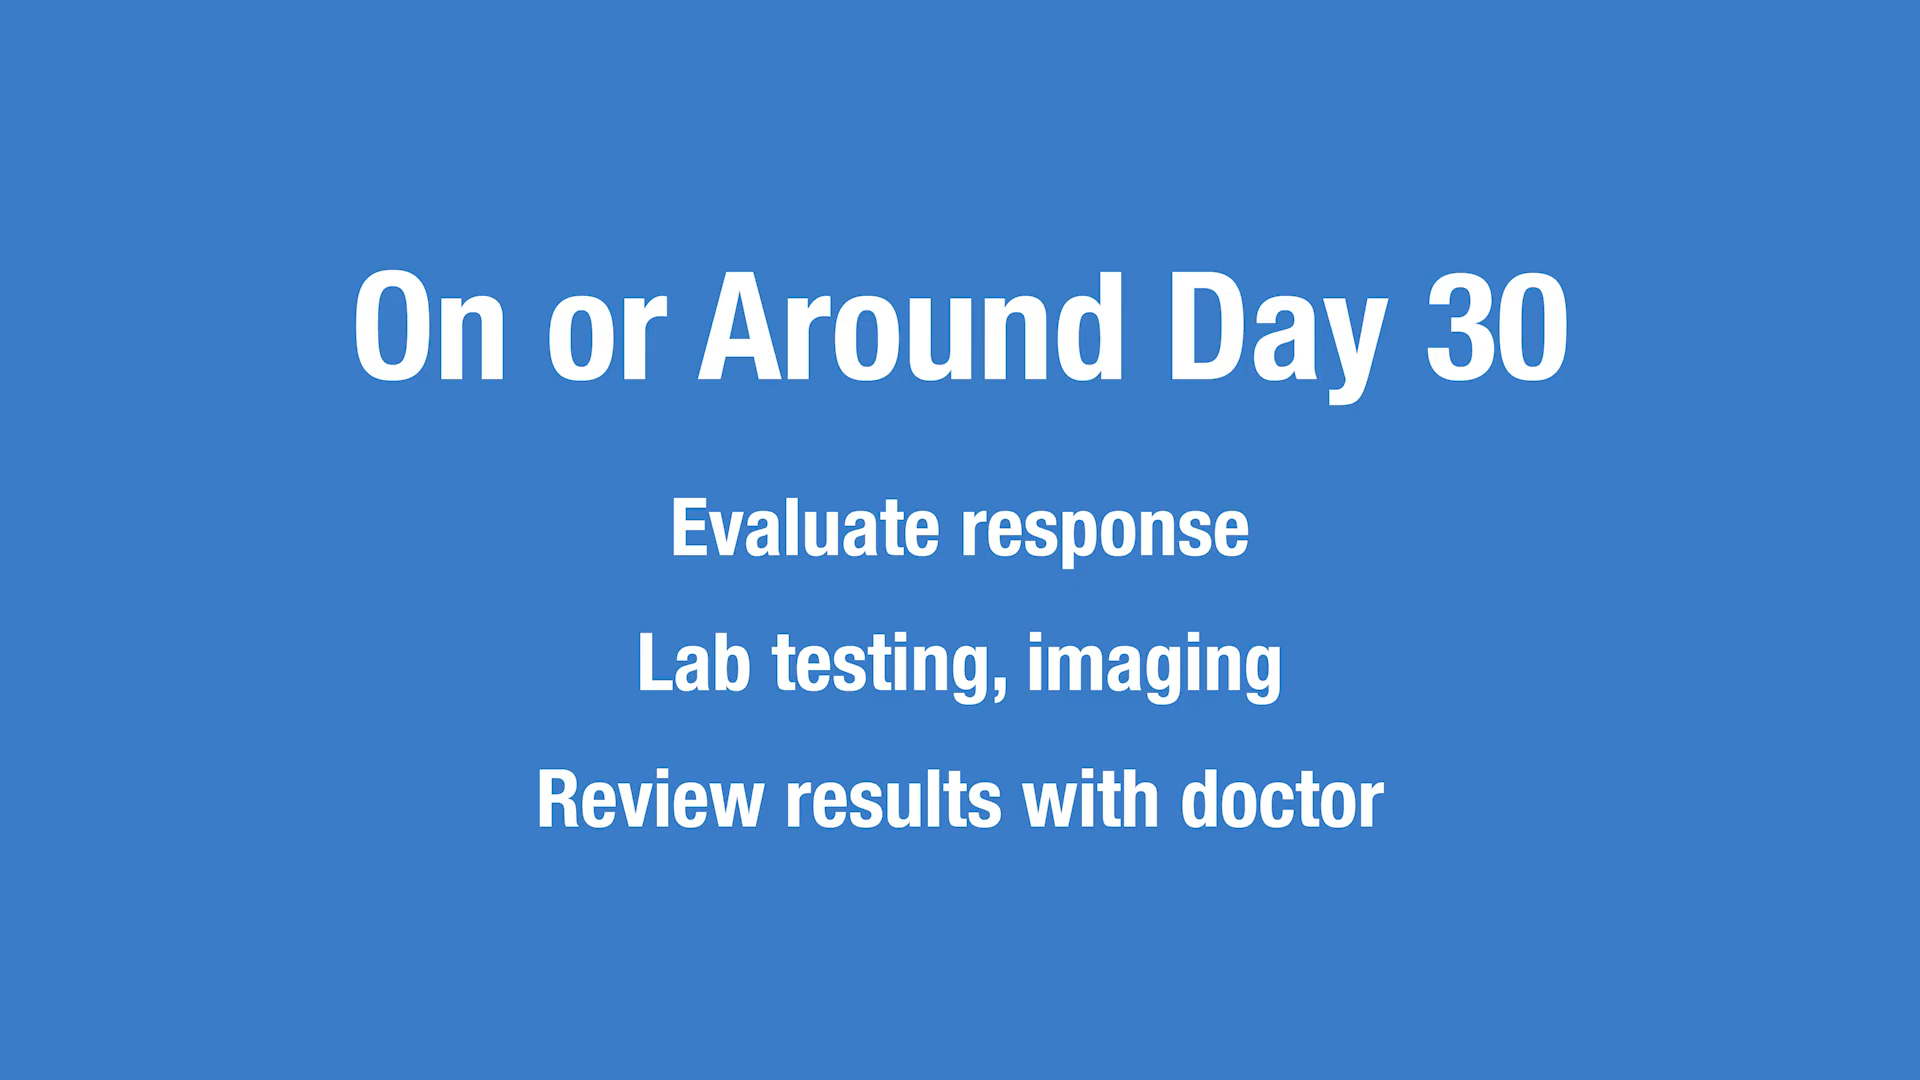 On or Around Day 30
Evaluate response
Lab testing, imaging
Review results with doctor